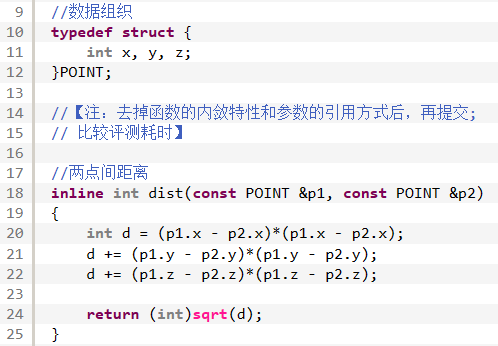 9 //数据组织
10 typedef struct {
11     int x, y, z;
12 }POINT;
13
14 //【注：去掉函数的内敛特性和参数的引用方式后，再提交;
15 // 比较评测耗时】
16
17 //两点间距离
18 inline int dist(const POINT &p1, const POINT &p2)
19 {
20     int d = (p1.x - p2.x)*(p1.x - p2.x);
21     d += (p1.y - p2.y)*(p1.y - p2.y);
22     d += (p1.z - p2.z)*(p1.z - p2.z);
23
24     return (int)sqrt(d);
25 }